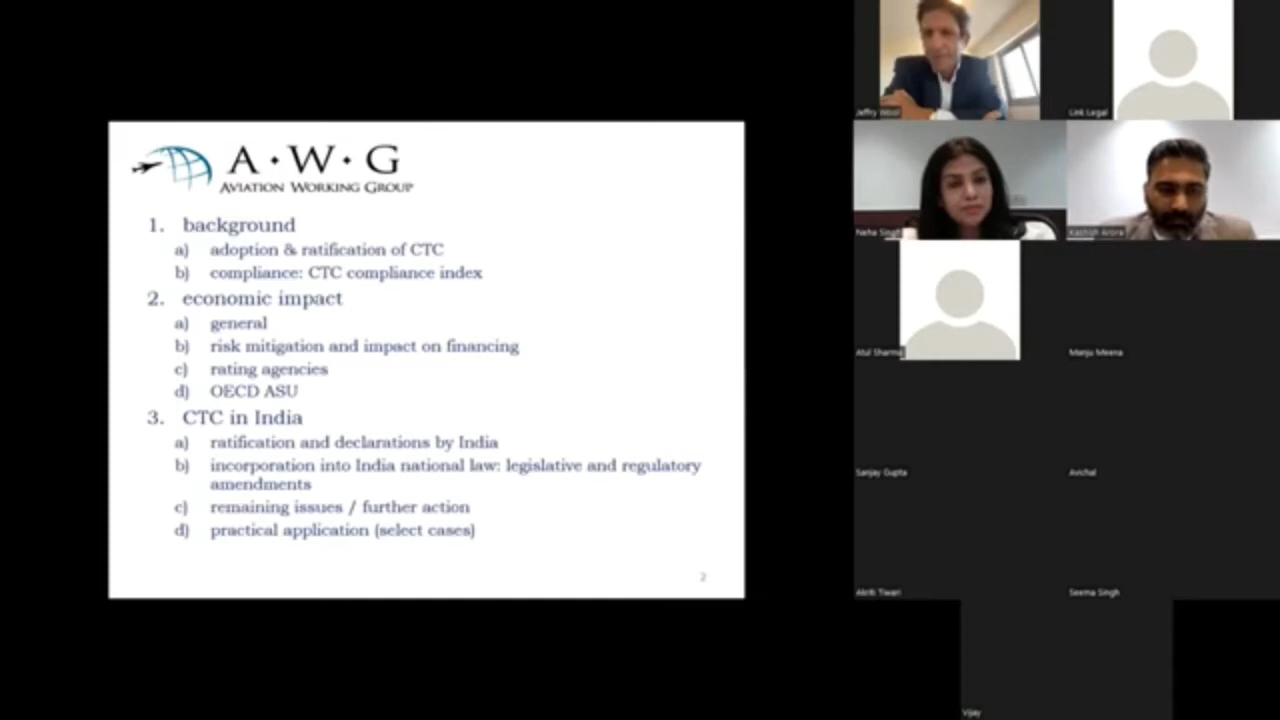 A·W·G
AVIATION WORKING GROUP
1. background
a) adoption & ratification of CTC
b) compliance: CTC compliance index
2. economic impact
a) general
b) risk mitigation and impact on financing
c) rating agencies
d) OECD ASU
3. CTC in India
a) ratification and declarations by India
b) incorporation into India national law: legislative and regulatory
amendments
c) remaining issues / further action
d) practical application (select cases)
2
Jeffry
Link Legal
Neha Singh
Kashish Arora
Atul Sharma
Manju Meena
Sanjay Gupta
Avichal
Akriti Tiwari
Seema Singh
Vijay